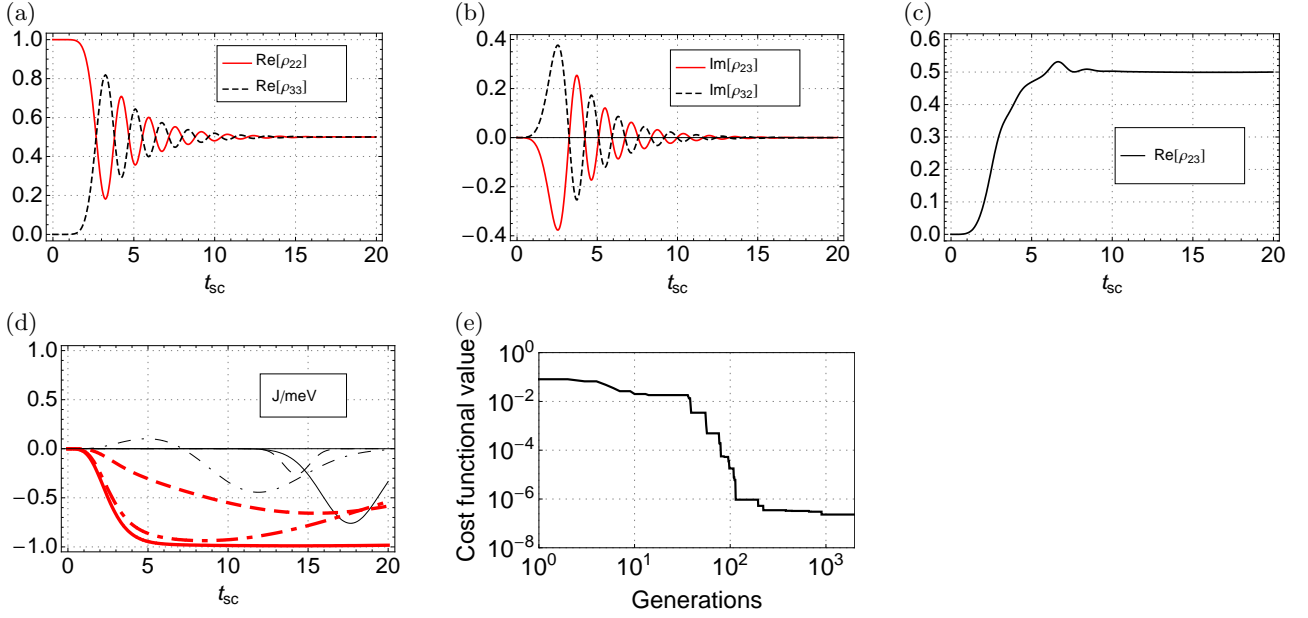 (a)
1.0
0.8
0.6
0.4
0.2
0.0
0 5 10 15 20
t_sc
Re[ρ22]
Re[ρ33]
(b)
0.4
0.2
0.0
−0.2
−0.4
0 5 10 15 20
t_sc
Im[ρ23]
Im[ρ32]
(c)
0.6
0.5
0.4
0.3
0.2
0.1
0.0
0 5 10 15 20
t_sc
Re[ρ23]
(d)
1.0
0.5
0.0
−0.5
−1.0
0 5 10 15 20
t_sc
J/meV
(e)
Cost functional value
10^0
10^−2
10^−4
10^−6
10^−8
10^0 10^1 10^2 10^3
Generations